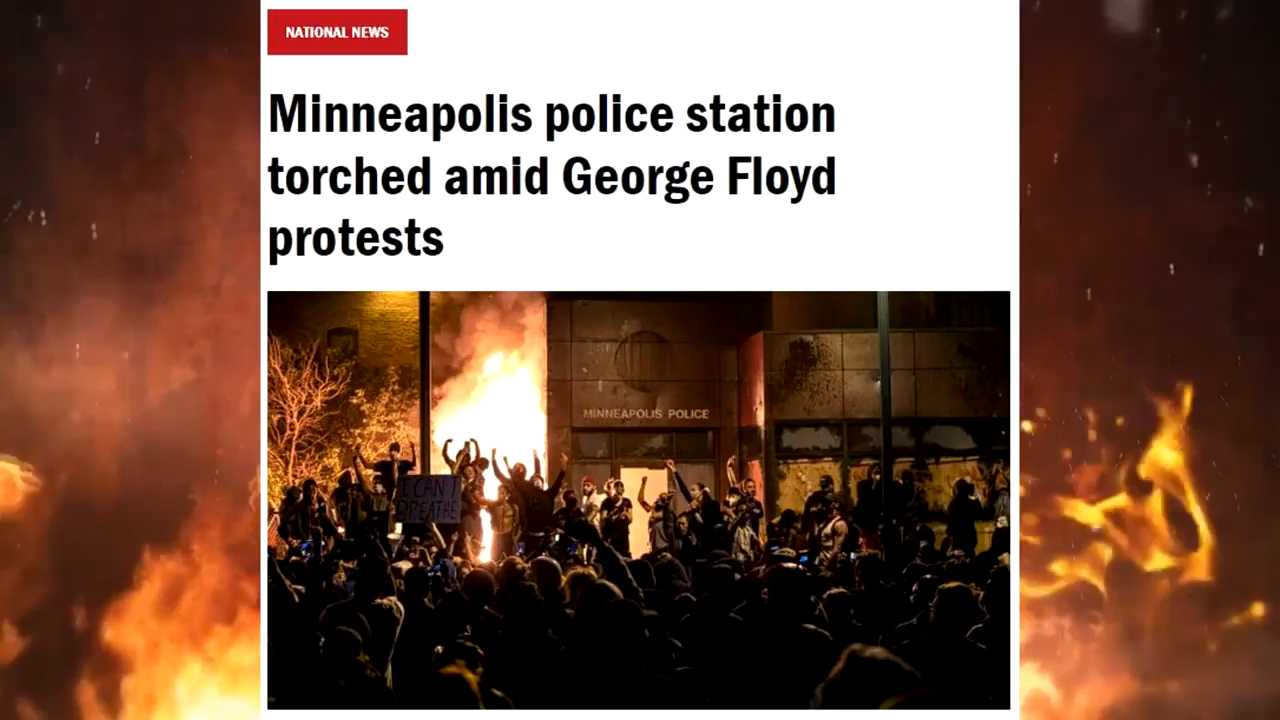 NATIONAL NEWS
Minneapolis police station
torched amid George Floyd
protests
MINNEAPOLIS POLICE
I CAN'T
BREATHE